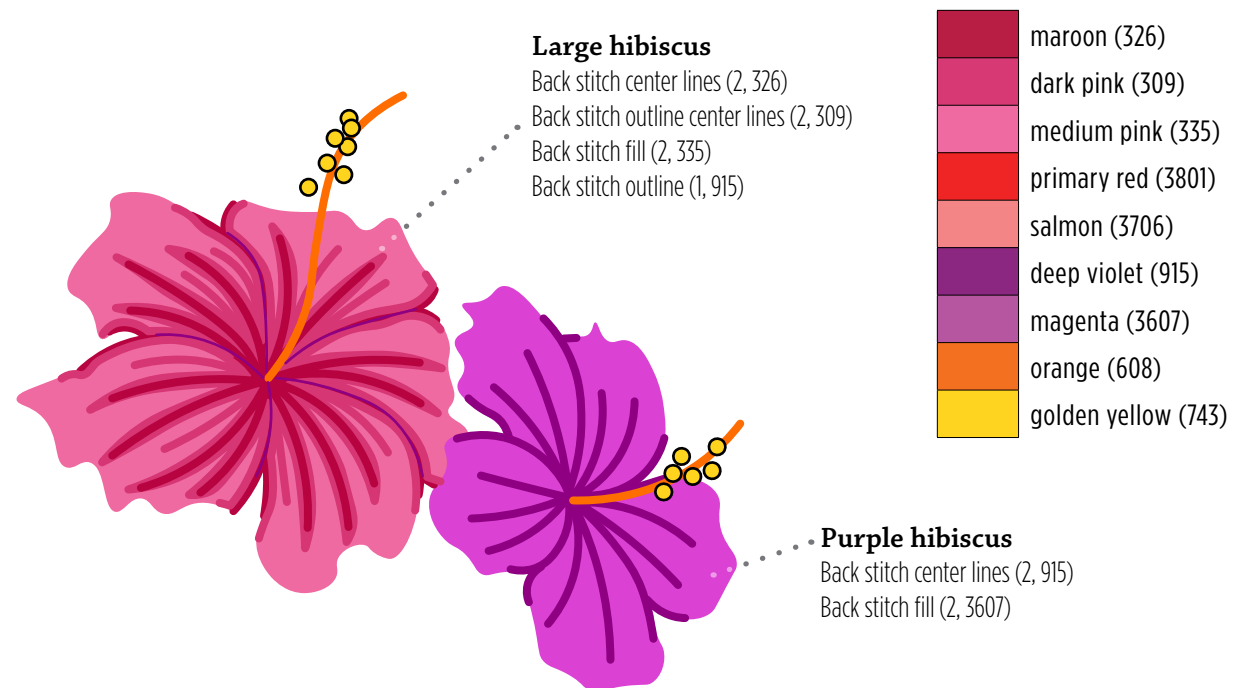 Large hibiscus
Back stitch center lines (2, 326)
Back stitch outline center lines (2, 309)
Back stitch fill (2, 335)
Back stitch outline (1, 915)
maroon (326)
dark pink (309)
medium pink (335)
primary red (3801)
salmon (3706)
deep violet (915)
magenta (3607)
orange (608)
golden yellow (743)
Purple hibiscus
Back stitch center lines (2, 915)
Back stitch fill (2, 3607)